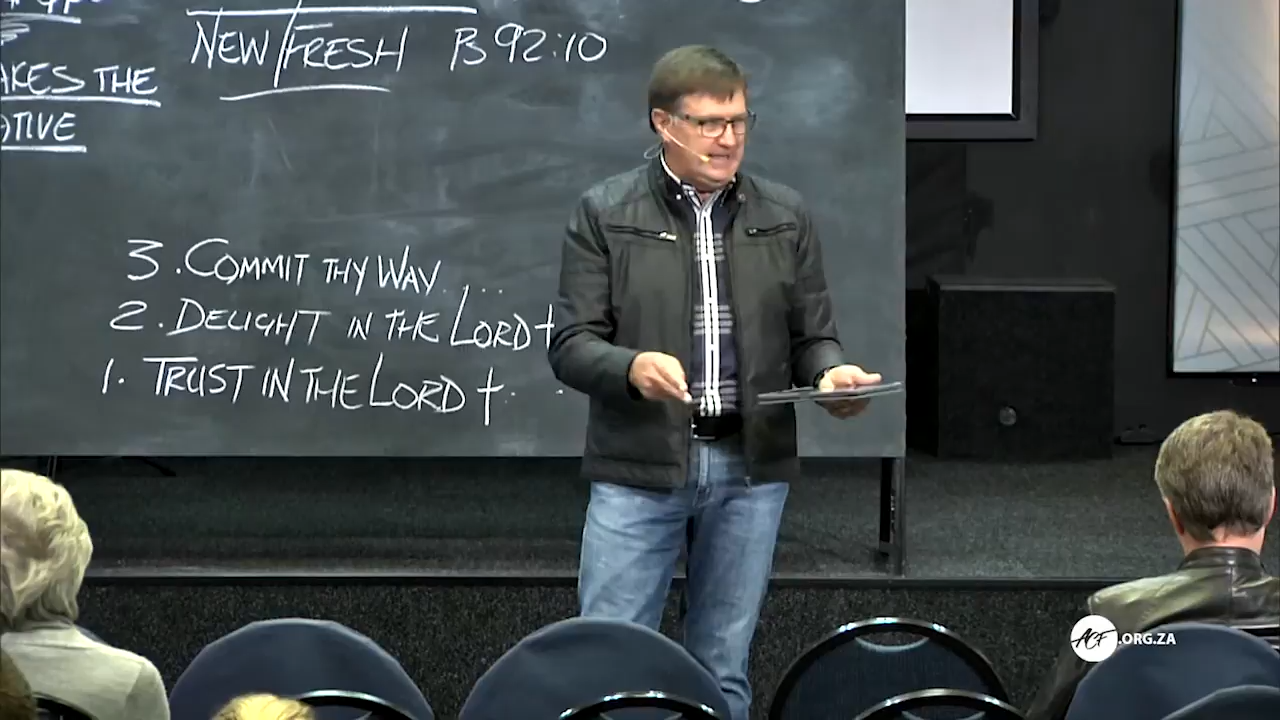 NEW/FRESH Ps 92:10
AKES THE
OTIVE
3. COMMIT THY WAY....
2. DELIGHT IN THE LORD +
1. TRUST IN THE LORD +.
ACF.ORG.ZA